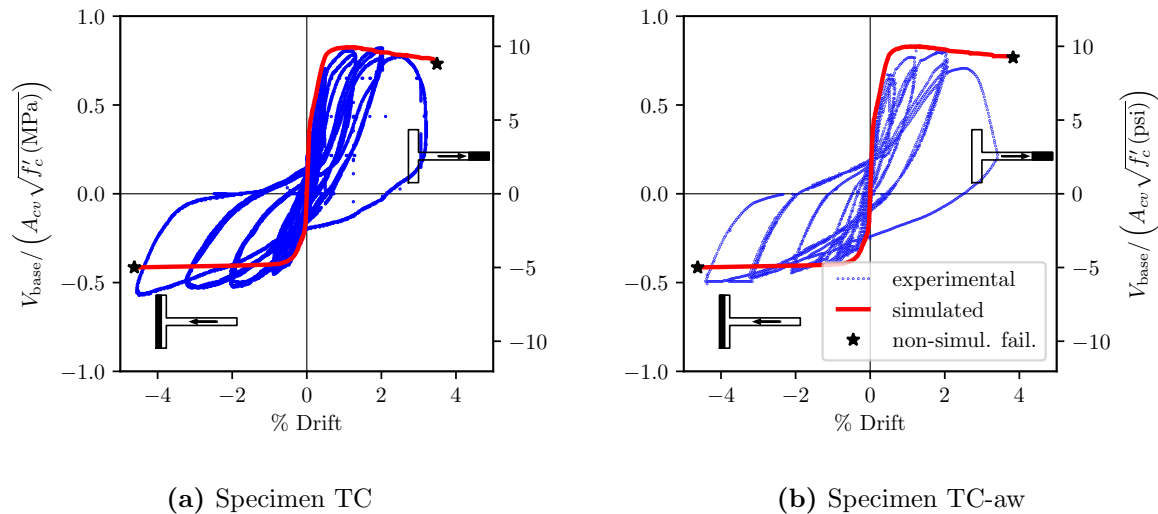 1.0
0.5
0.0
−0.5
−1.0
V_base / ( A_cv √f′_c (MPa) )
10
5
0
−5
−10
−4 −2 0 2 4
% Drift
(a) Specimen TC
1.0
0.5
0.0
−0.5
−1.0
10
5
0
−5
−10
V_base / ( A_cv √f′_c (psi) )
experimental
simulated
non-simul. fail.
−4 −2 0 2 4
% Drift
(b) Specimen TC-aw